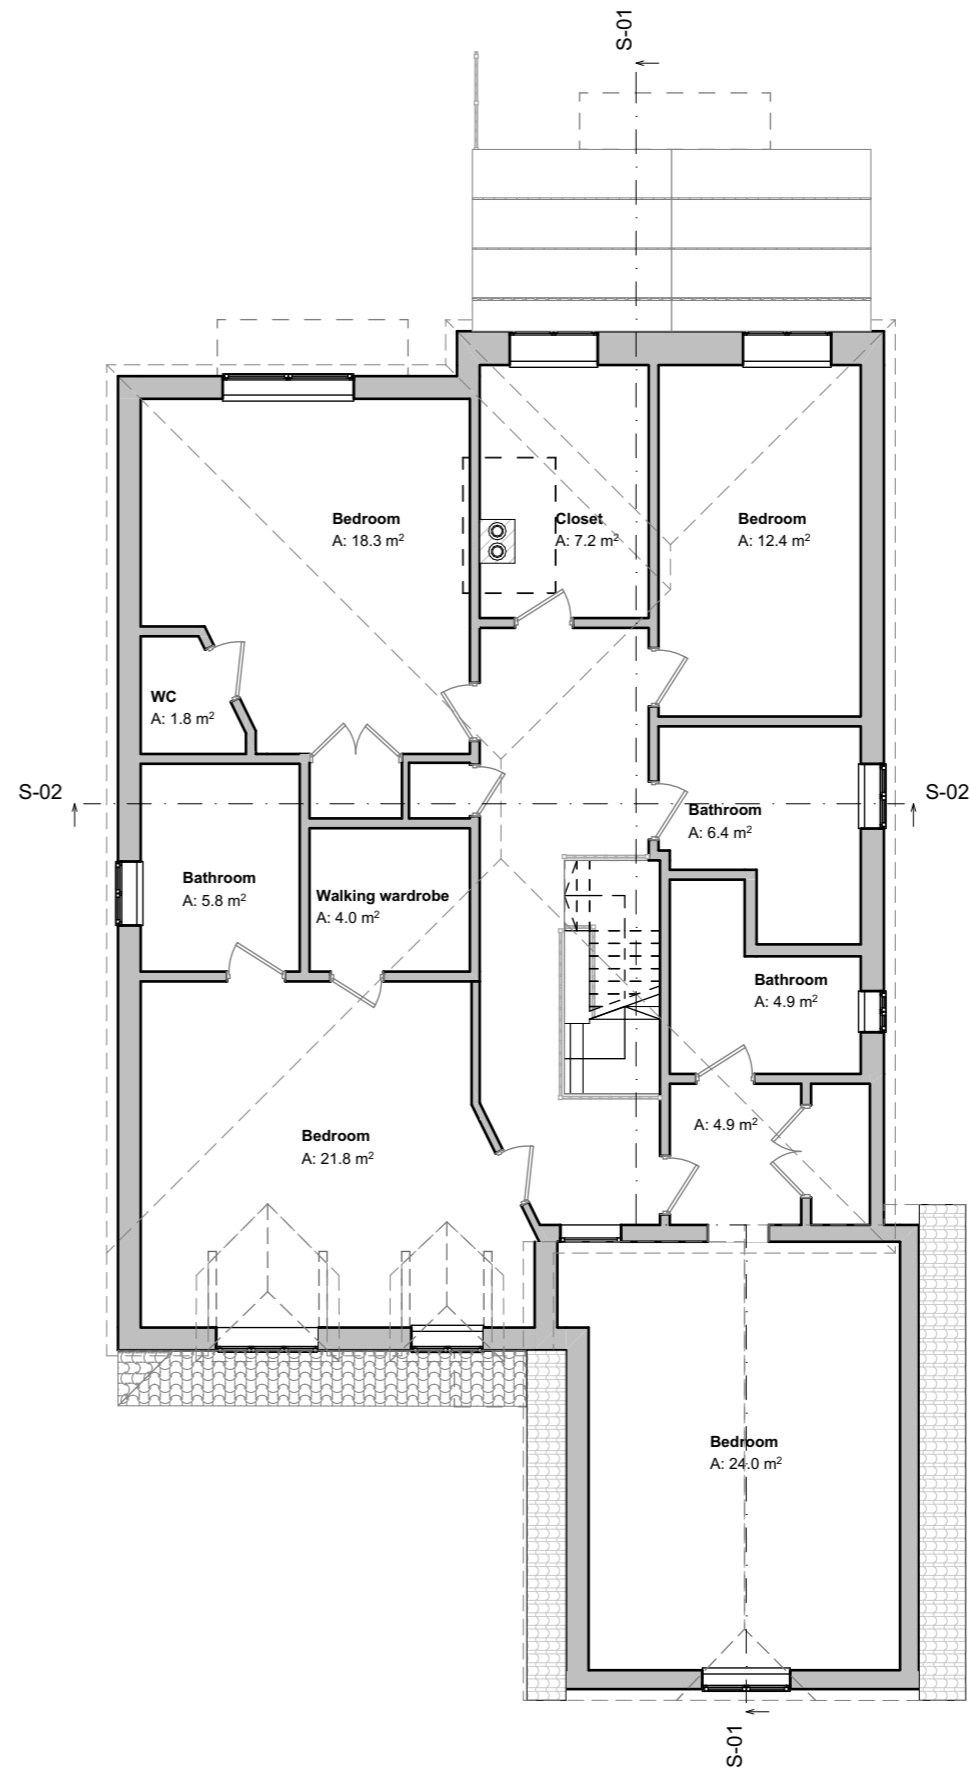 S-01
Bedroom
A: 18.3 m²
Closet
A: 7.2 m²
Bedroom
A: 12.4 m²
WC
A: 1.8 m²
S-02
S-02
Bathroom
A: 6.4 m²
Bathroom
A: 5.8 m²
Walking wardrobe
A: 4.0 m²
Bathroom
A: 4.9 m²
A: 4.9 m²
Bedroom
A: 21.8 m²
Bedroom
A: 24.0 m²
S-01